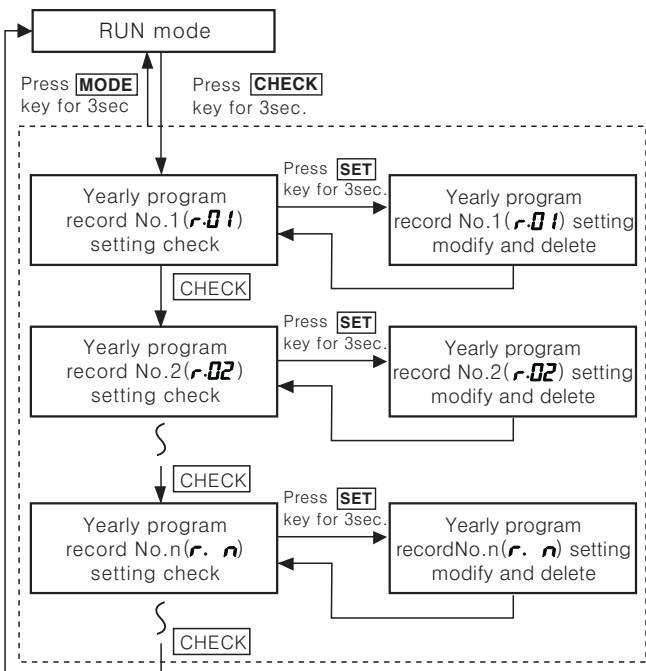 RUN mode
Press MODE
key for 3sec
Press CHECK
key for 3sec.
Yearly program
record No.1(r.01)
setting check
Press SET
key for 3sec.
Yearly program
record No.1(r.01) setting
modify and delete
CHECK
Yearly program
record No.2(r.02)
setting check
Press SET
key for 3sec.
Yearly program
record No.2(r.02) setting
modify and delete
CHECK
Yearly program
record No.n(r. n)
setting check
Press SET
key for 3sec.
Yearly program
recordNo.n(r. n) setting
modify and delete
CHECK